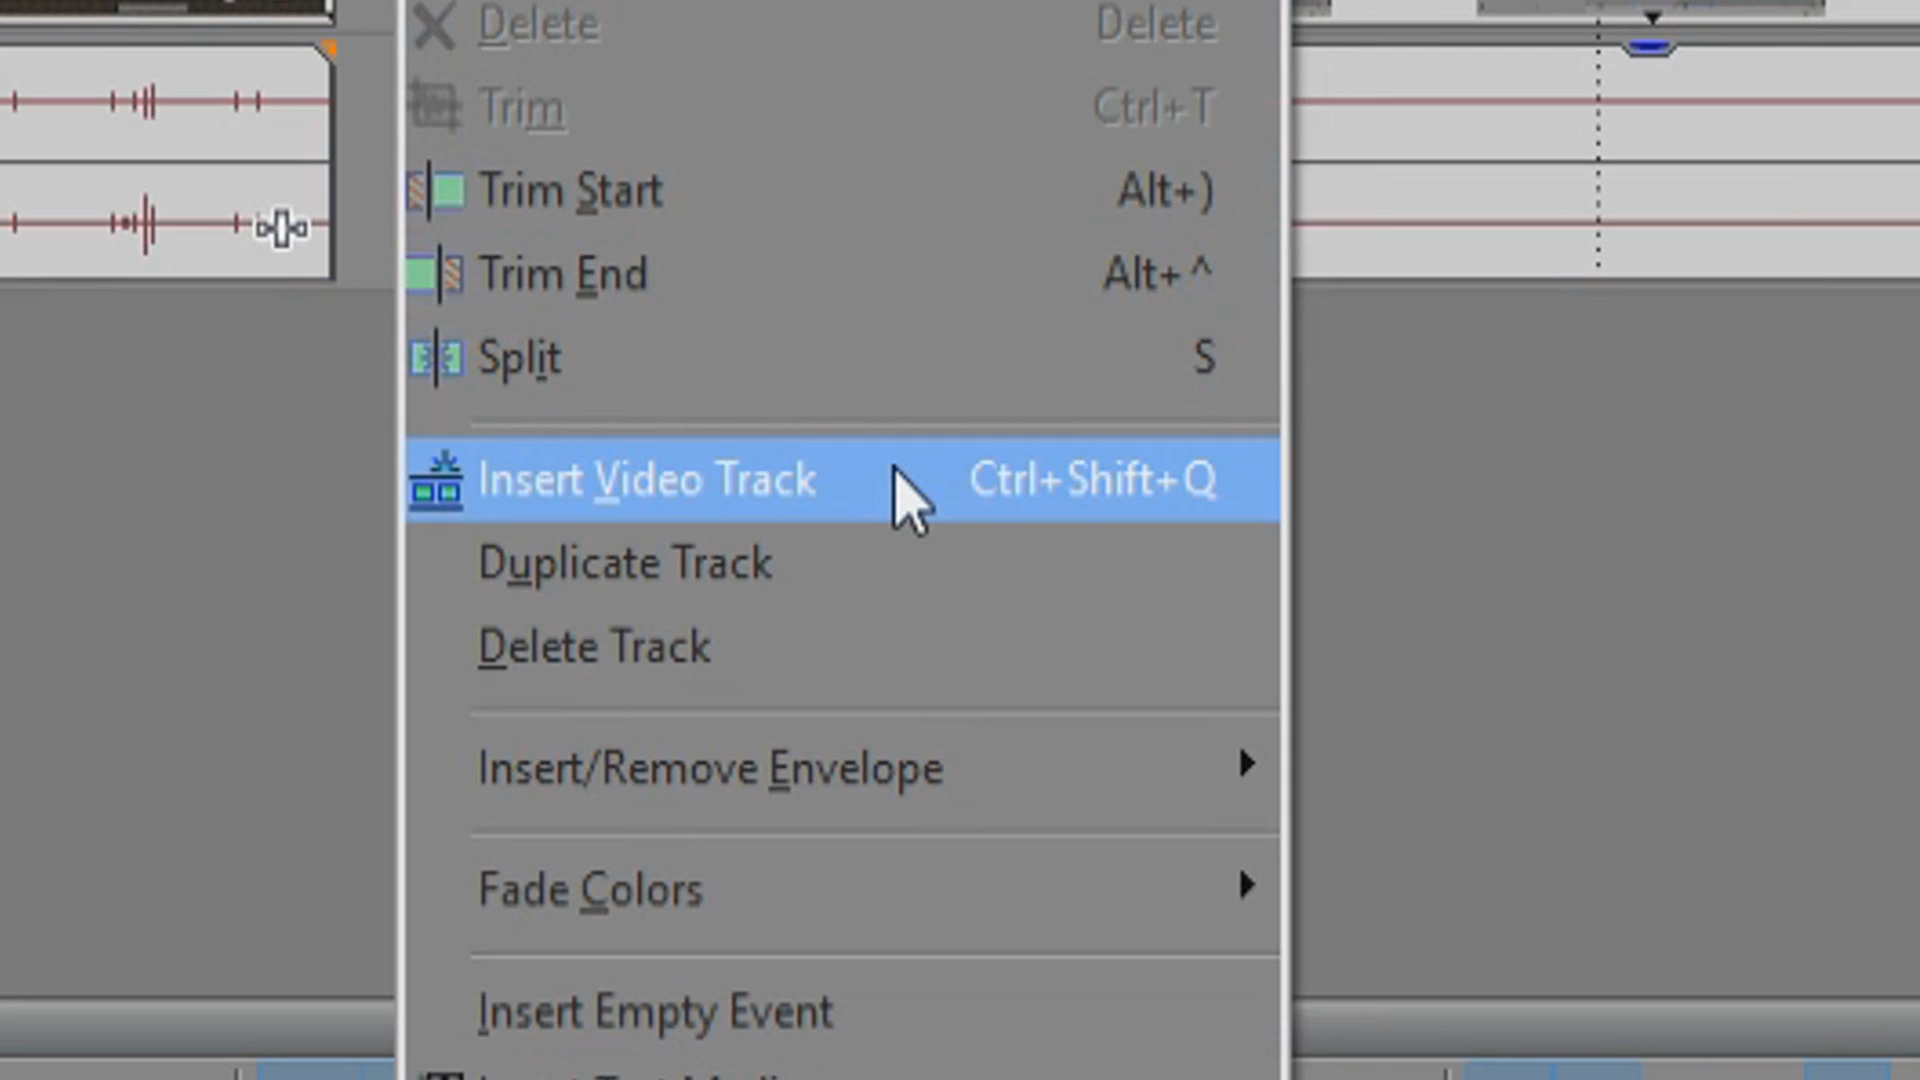 Delete Delete
Trim Ctrl+T
Trim Start Alt+)
Trim End Alt+^
Split S
Insert Video Track Ctrl+Shift+Q
Duplicate Track
Delete Track
Insert/Remove Envelope
Fade Colors
Insert Empty Event